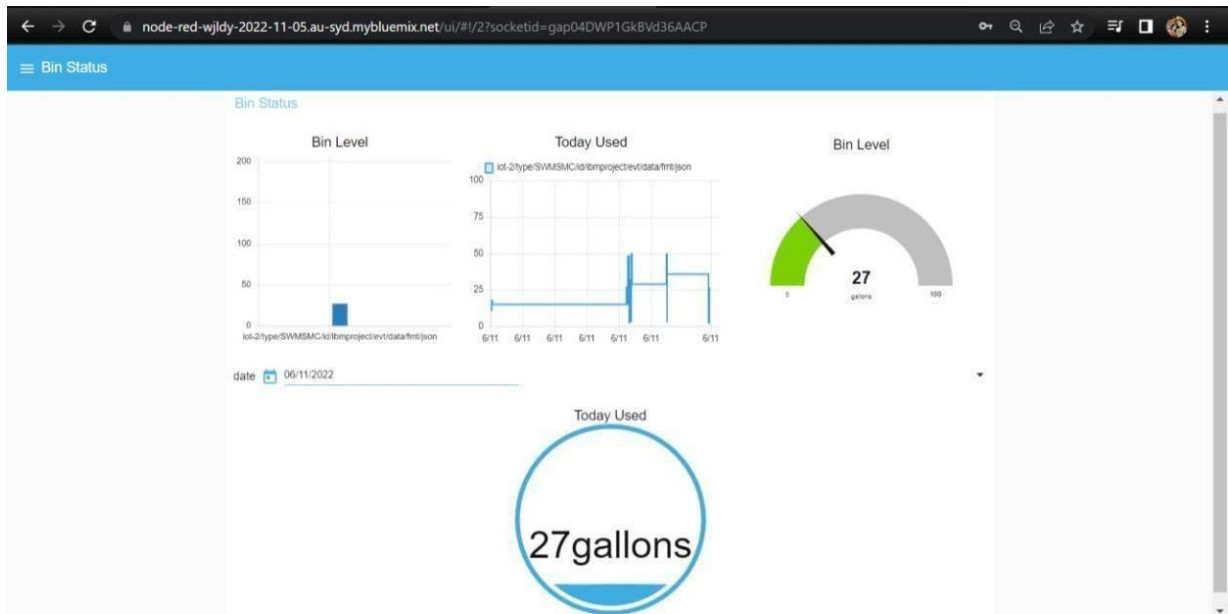 node-red-wjldy-2022-11-05.au-syd.mybluemix.net/ui/#!/2?socketid=gap04DWP1GkBVd36AACP
Bin Status
Bin Status
Bin Level
200
150
100
50
0
iot-2/type/SWMSMC/id/ibmproject/evt/data/fmt/json
Today Used
iot-2/type/SWMSMC/id/ibmproject/evt/data/fmt/json
100
75
50
25
0
6/11 6/11 6/11 6/11 6/11 6/11 6/11
Bin Level
27
gallons
0 100
date 06/11/2022
Today Used
27gallons